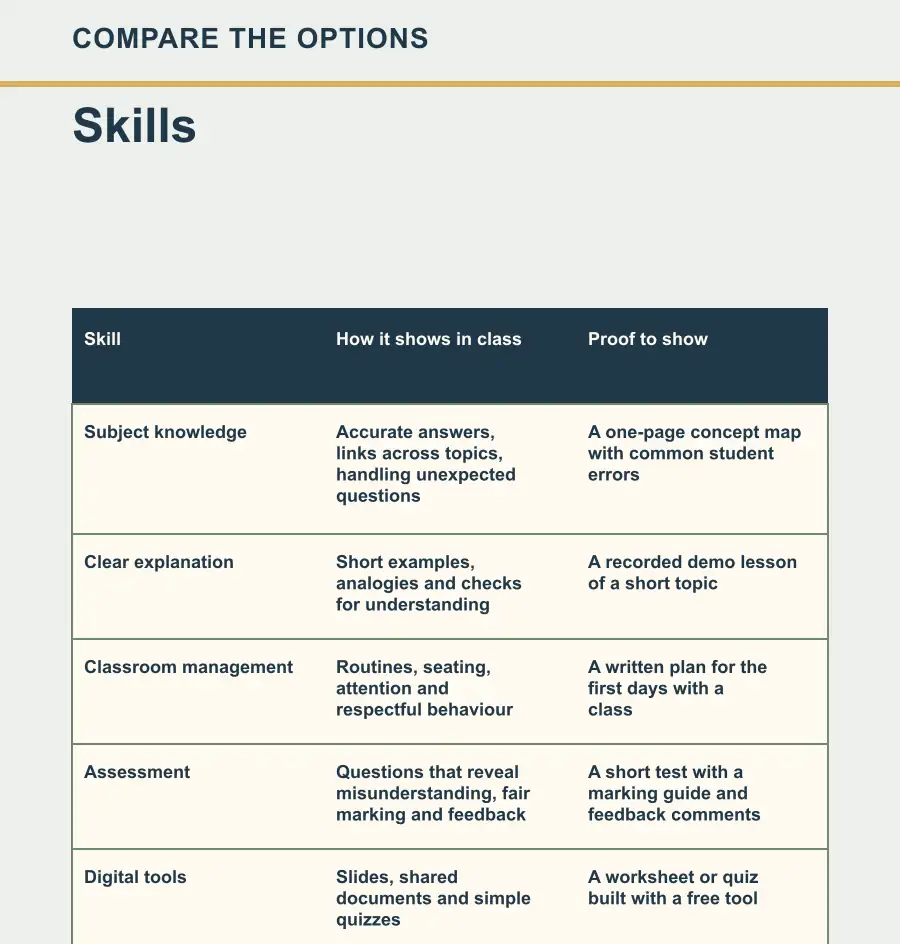 COMPARE THE OPTIONS
Skills
Skill
How it shows in class
Proof to show
Subject knowledge
Accurate answers,
links across topics,
handling unexpected
questions
A one-page concept map
with common student
errors
Clear explanation
Short examples,
analogies and checks
for understanding
A recorded demo lesson
of a short topic
Classroom management
Routines, seating,
attention and
respectful behaviour
A written plan for the
first days with a
class
Assessment
Questions that reveal
misunderstanding, fair
marking and feedback
A short test with a
marking guide and
feedback comments
Digital tools
Slides, shared
documents and simple
quizzes
A worksheet or quiz
built with a free tool